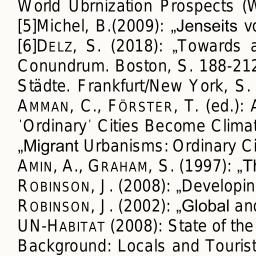 World Urbnization Prospects (W
[5]Michel, B.(2009): „Jenseits vo
[6]DELZ, S. (2018): „Towards a
Conundrum. Boston, S. 188-212
Städte. Frankfurt/New York, S.
AMMAN, C., FÖRSTER, T. (ed.): A
'Ordinary' Cities Become Climat
„Migrant Urbanisms: Ordinary Ci
AMIN, A., GRAHAM, S. (1997): „Th
ROBINSON, J. (2008): „Developin
ROBINSON, J. (2002): „Global and
UN-HABITAT (2008): State of the
Background: Locals and Tourist